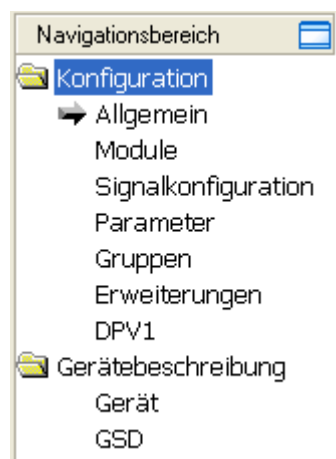 Navigationsbereich
Konfiguration
Allgemein
Module
Signalkonfiguration
Parameter
Gruppen
Erweiterungen
DPV1
Gerätebeschreibung
Gerät
GSD